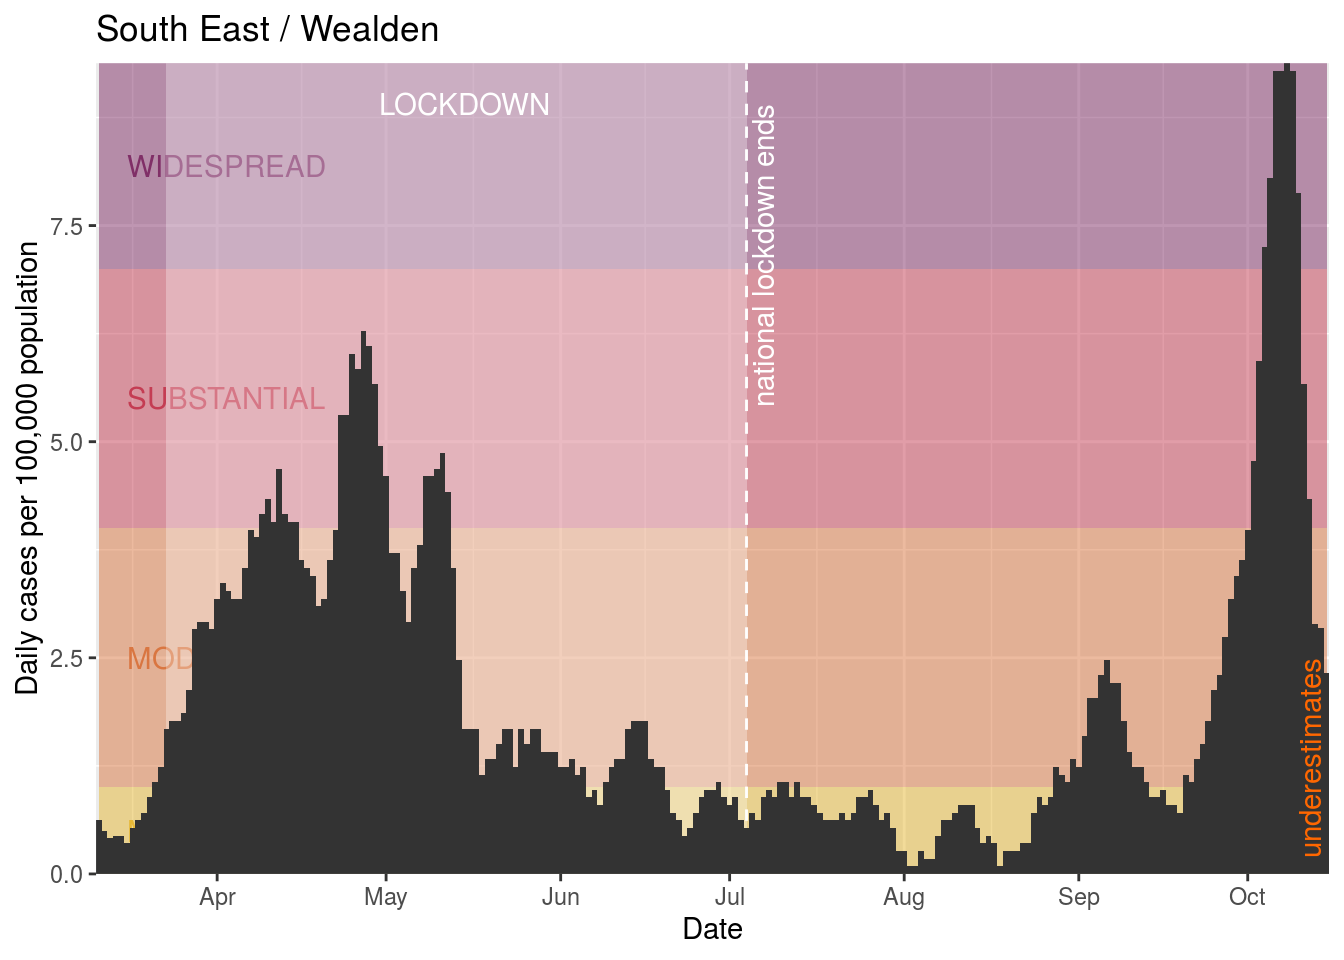 South East / Wealden
LOCKDOWN
WIDESPREAD
SUBSTANTIAL
MOD
national lockdown ends
underestimates
Daily cases per 100,000 population
7.5
5.0
2.5
0.0
Apr May Jun Jul Aug Sep Oct
Date